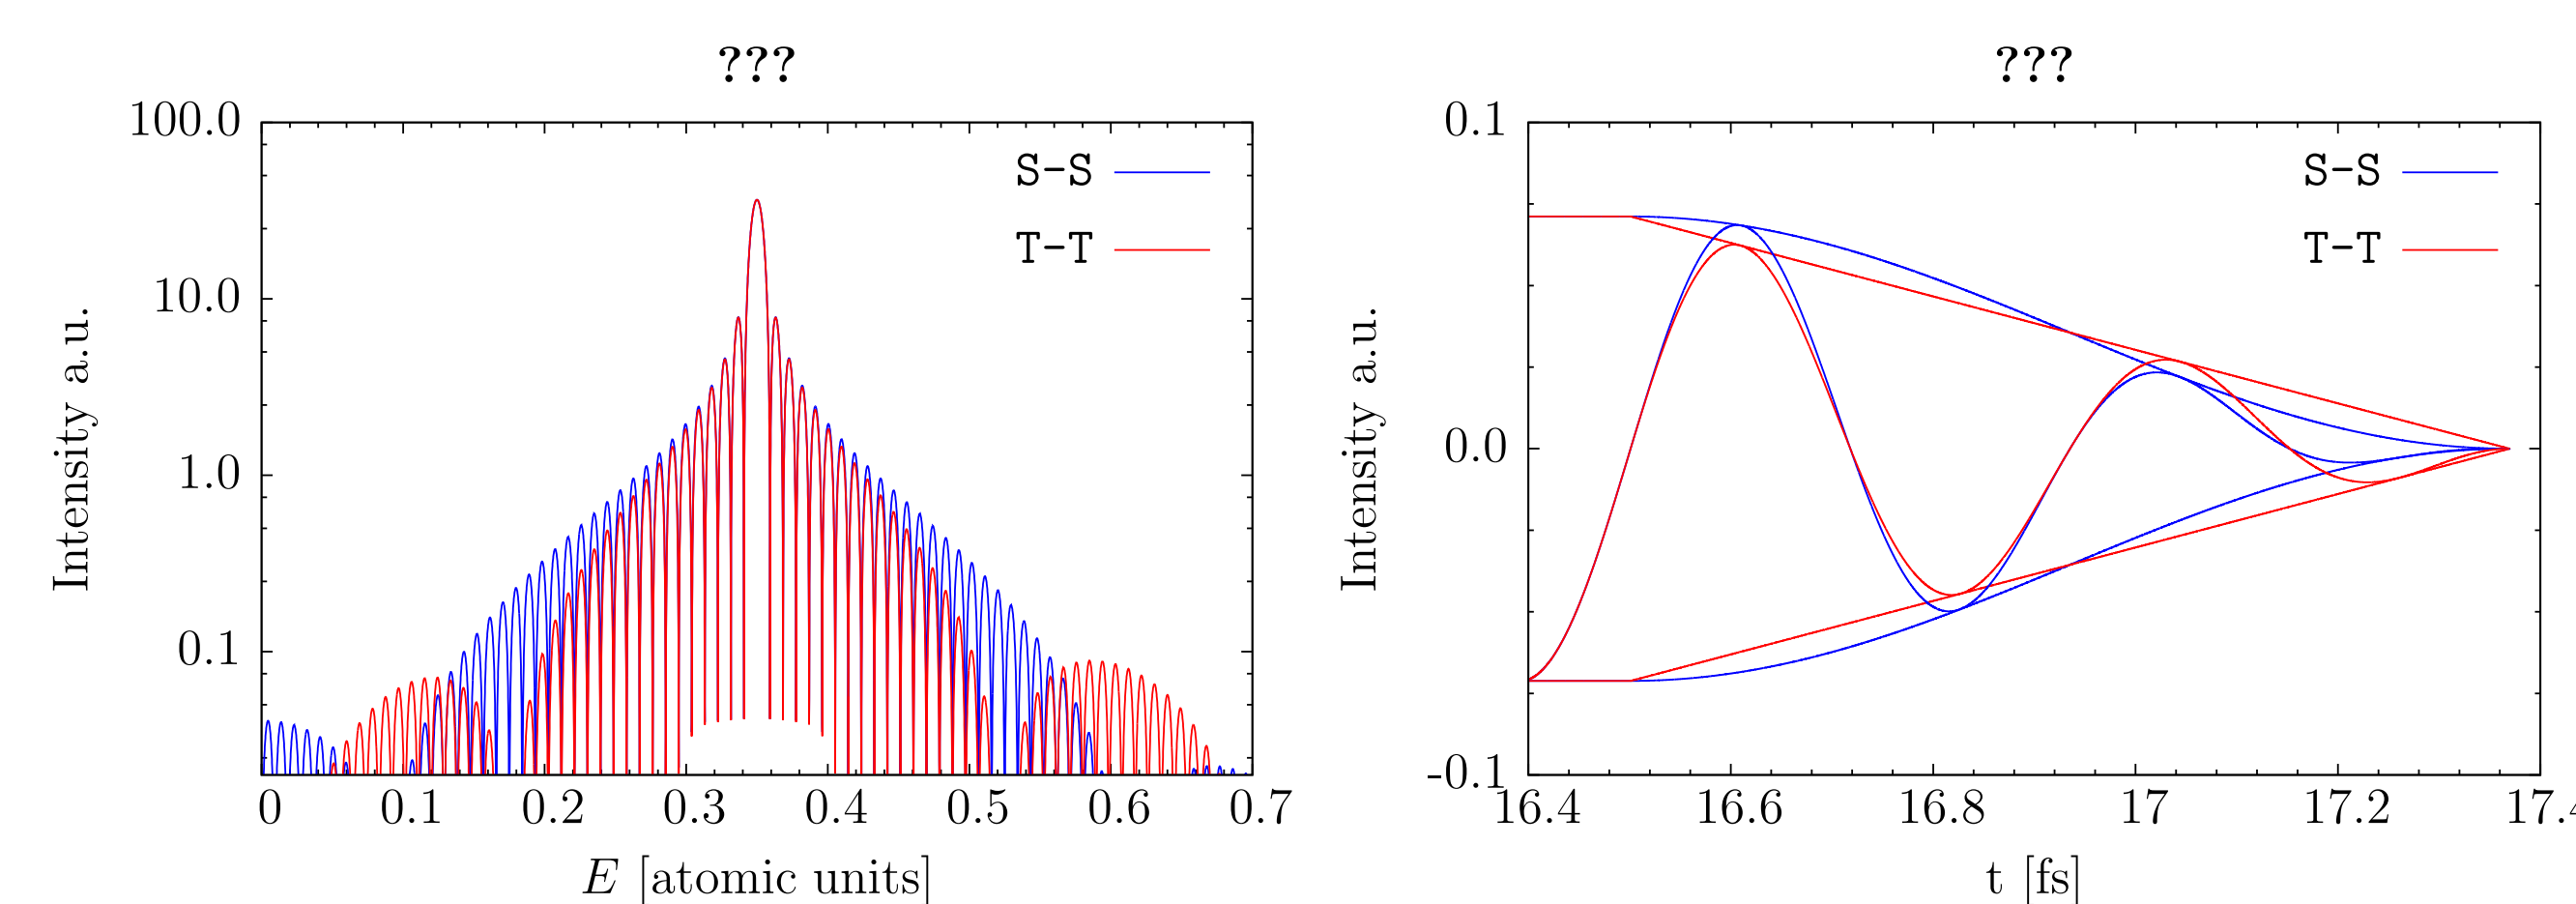 ???
100.0
10.0
1.0
0.1
Intensity a.u.
S-S
T-T
0 0.1 0.2 0.3 0.4 0.5 0.6 0.7
E [atomic units]
???
0.1
0.0
-0.1
Intensity a.u.
S-S
T-T
16.4 16.6 16.8 17 17.2 17.4
t [fs]